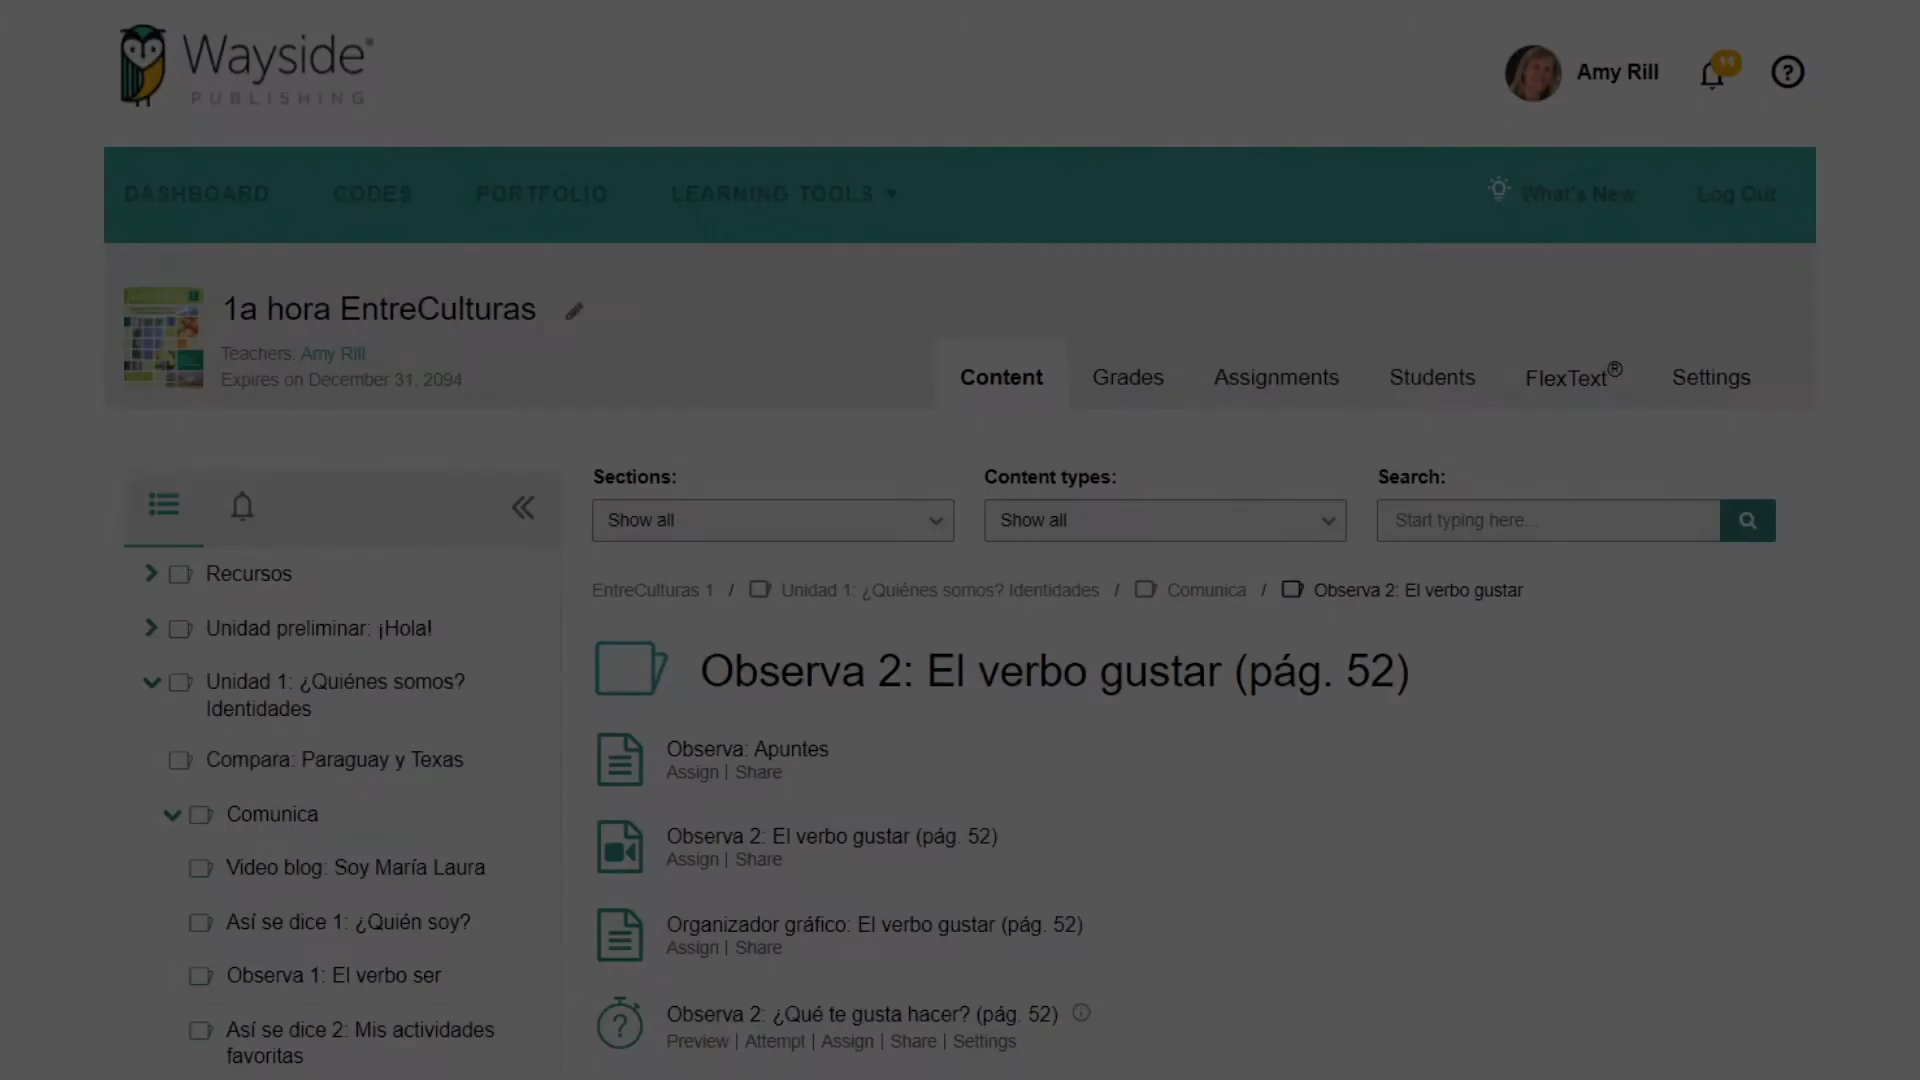 Wayside®
PUBLISHING
Amy Rill
14
DASHBOARD
CODES
PORTFOLIO
LEARNING TOOLS
What's New
Log Out
1a hora EntreCulturas
Teachers: Amy Rill
Expires on December 31, 2094
Content
Grades
Assignments
Students
FlexText®
Settings
Recursos
Unidad preliminar: ¡Hola!
Unidad 1: ¿Quiénes somos?
Identidades
Compara: Paraguay y Texas
Comunica
Video blog: Soy María Laura
Así se dice 1: ¿Quién soy?
Observa 1: El verbo ser
Así se dice 2: Mis actividades
favoritas
Sections:
Show all
Content types:
Show all
Search:
Start typing here...
EntreCulturas 1 / Unidad 1: ¿Quiénes somos? Identidades / Comunica / Observa 2: El verbo gustar
Observa 2: El verbo gustar (pág. 52)
Observa: Apuntes
Assign | Share
Observa 2: El verbo gustar (pág. 52)
Assign | Share
Organizador gráfico: El verbo gustar (pág. 52)
Assign | Share
Observa 2: ¿Qué te gusta hacer? (pág. 52)
Preview | Attempt | Assign | Share | Settings